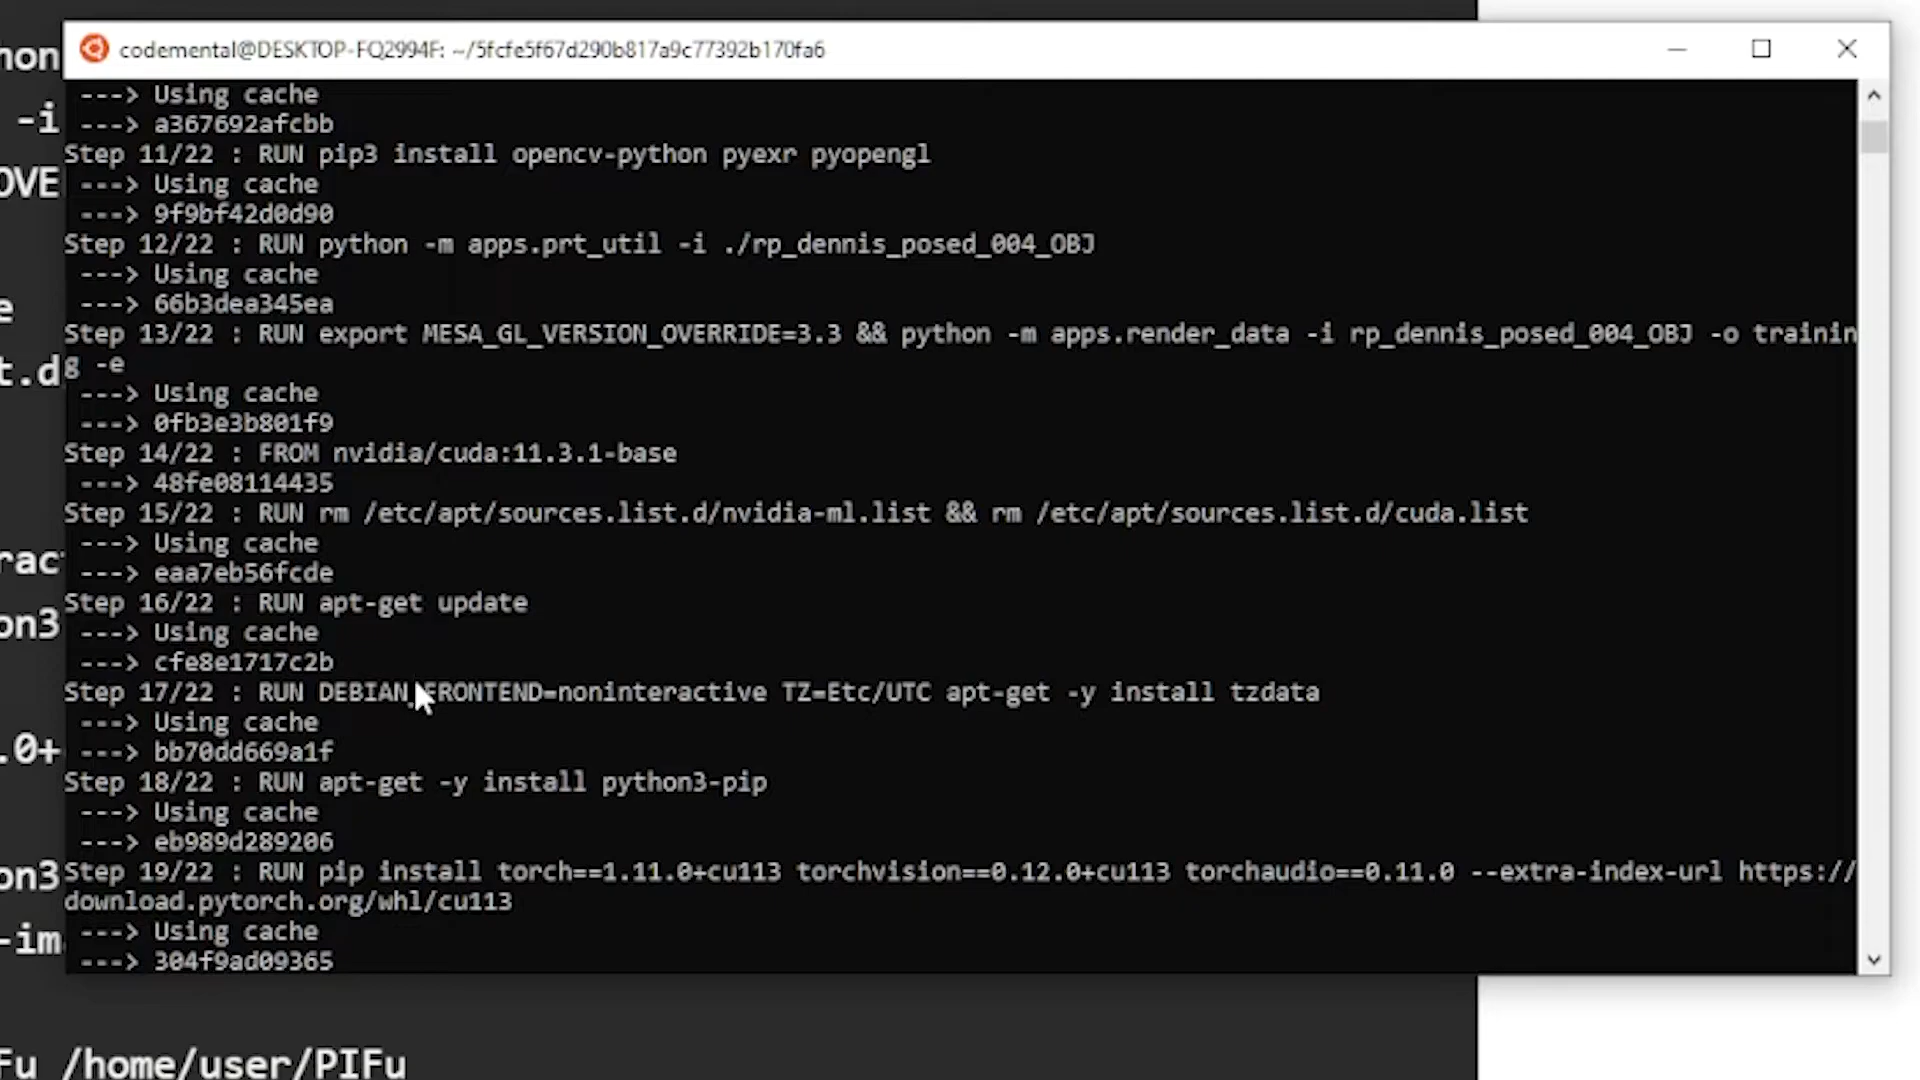 codemental@DESKTOP-FQ2994F: ~/5fcfe5f67d290b817a9c77392b170fa6
---> Using cache
---> a367692afcbb
Step 11/22 : RUN pip3 install opencv-python pyexr pyopengl
---> Using cache
---> 9f9bf42d0d90
Step 12/22 : RUN python -m apps.prt_util -i ./rp_dennis_posed_004_OBJ
---> Using cache
---> 66b3dea345ea
Step 13/22 : RUN export MESA_GL_VERSION_OVERRIDE=3.3 && python -m apps.render_data -i rp_dennis_posed_004_OBJ -o trainin
g -e
---> Using cache
---> 0fb3e3b801f9
Step 14/22 : FROM nvidia/cuda:11.3.1-base
---> 48fe08114435
Step 15/22 : RUN rm /etc/apt/sources.list.d/nvidia-ml.list && rm /etc/apt/sources.list.d/cuda.list
---> Using cache
---> eaa7eb56fcde
Step 16/22 : RUN apt-get update
---> Using cache
---> cfe8e1717c2b
Step 17/22 : RUN DEBIAN_FRONTEND=noninteractive TZ=Etc/UTC apt-get -y install tzdata
---> Using cache
---> bb70dd669a1f
Step 18/22 : RUN apt-get -y install python3-pip
---> Using cache
---> eb989d289206
Step 19/22 : RUN pip install torch==1.11.0+cu113 torchvision==0.12.0+cu113 torchaudio==0.11.0 --extra-index-url https://
download.pytorch.org/whl/cu113
---> Using cache
---> 304f9ad09365
hon
-i
OVE
e
t.d
rac
on3
.0+
on3
-im
Fu /home/user/PIFu